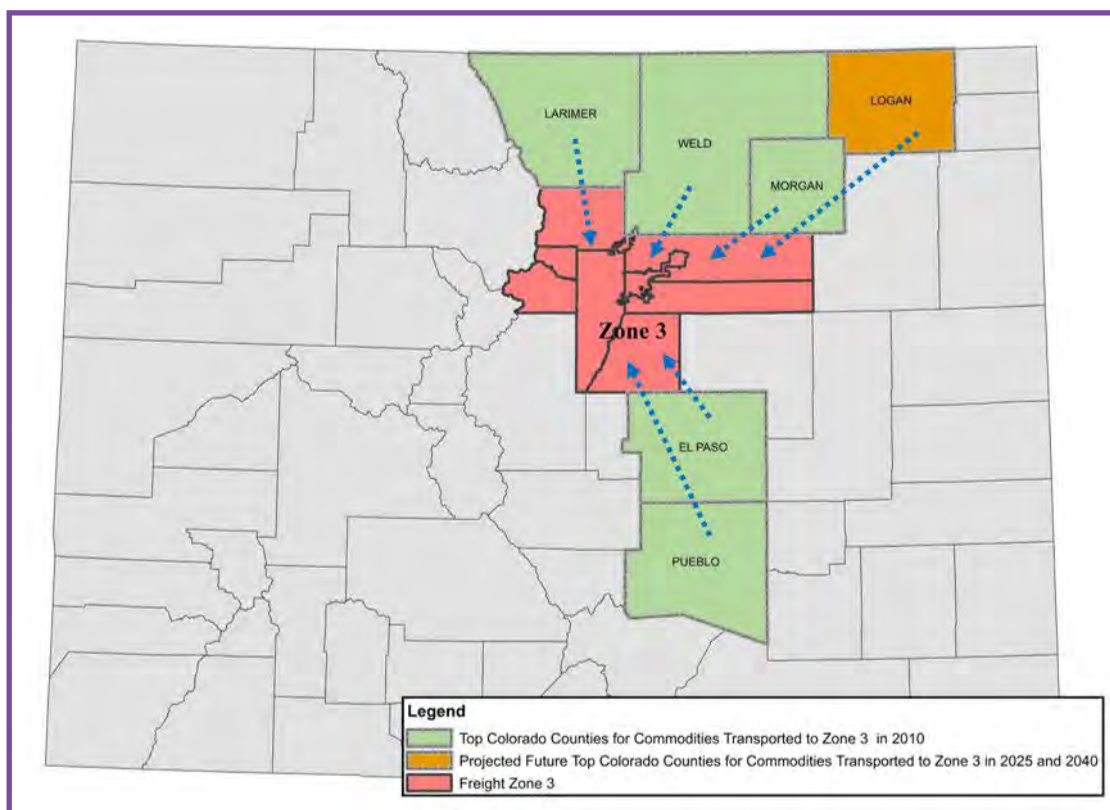 LARIMER
WELD
LOGAN
MORGAN
Zone 3
EL PASO
PUEBLO
Legend
Top Colorado Counties for Commodities Transported to Zone 3 in 2010
Projected Future Top Colorado Counties for Commodities Transported to Zone 3 in 2025 and 2040
Freight Zone 3